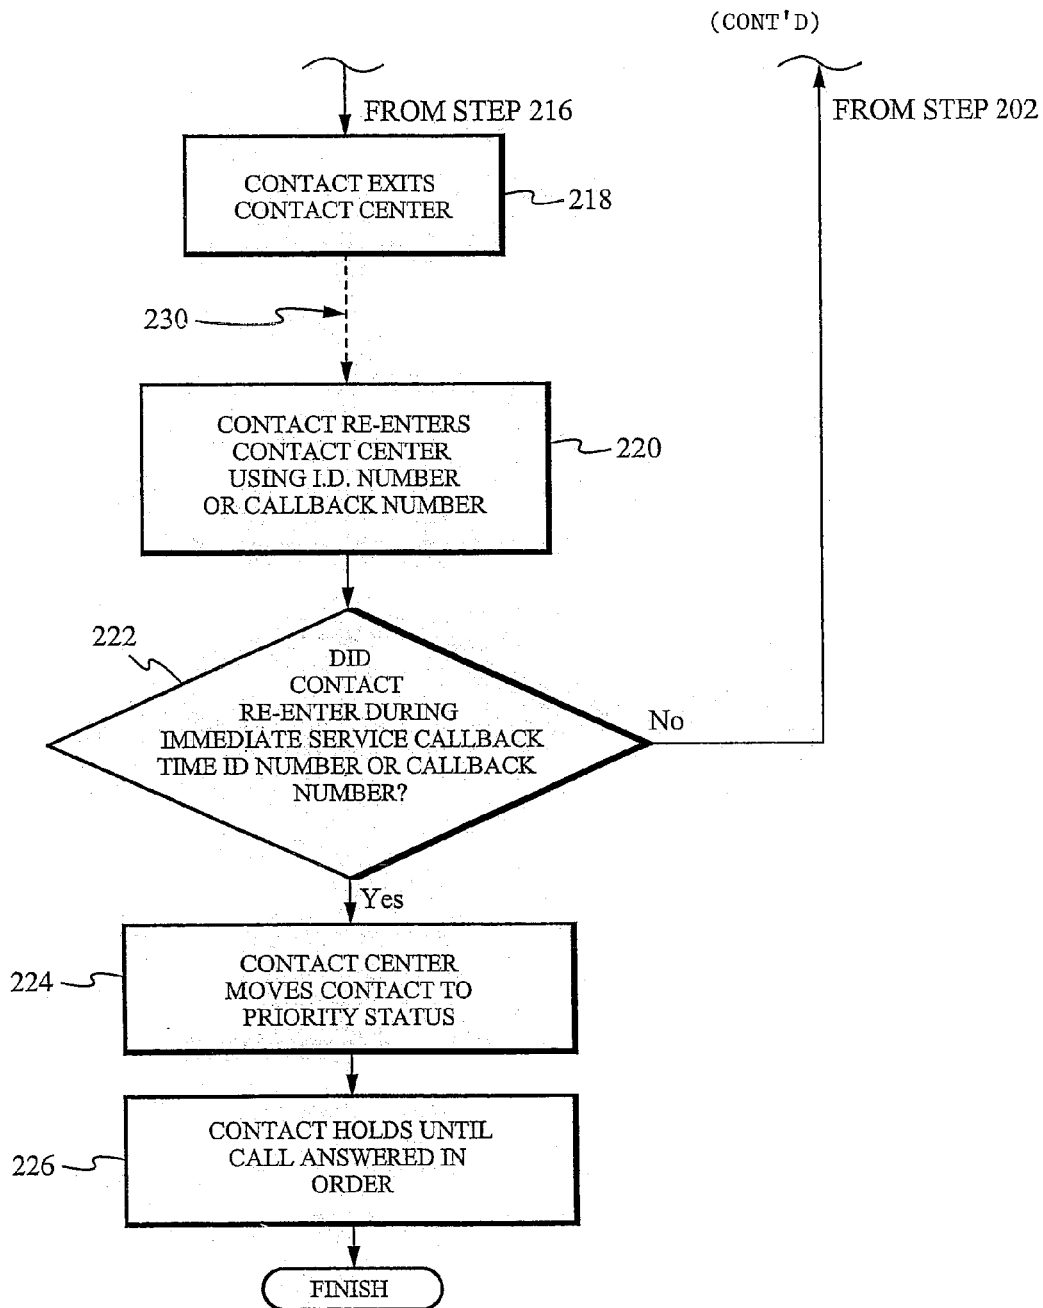 (CONT'D)
FROM STEP 216
FROM STEP 202
CONTACT EXITS
CONTACT CENTER
218
230
CONTACT RE-ENTERS
CONTACT CENTER
USING I.D. NUMBER
OR CALLBACK NUMBER
220
222
DID
CONTACT
RE-ENTER DURING
IMMEDIATE SERVICE CALLBACK
TIME ID NUMBER OR CALLBACK
NUMBER?
No
Yes
224
CONTACT CENTER
MOVES CONTACT TO
PRIORITY STATUS
226
CONTACT HOLDS UNTIL
CALL ANSWERED IN
ORDER
FINISH